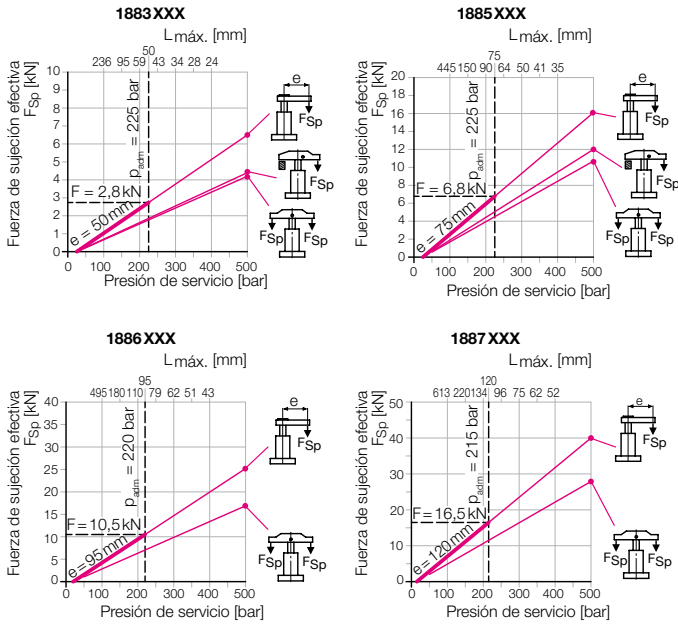 1883XXX
Lmáx. [mm]
50
236 95 59 43 34 28 24
Fuerza de sujeción efectiva
FSp [kN]
10
9
8
7
6
5
4
3
2
1
0
padm = 225 bar
F = 2,8 kN
e = 50 mm
0 100 200 300 400 500
Presión de servicio [bar]
e
FSp
FSp
FSp FSp
1885XXX
Lmáx. [mm]
75
445 150 90 64 50 41 35
Fuerza de sujeción efectiva
FSp [kN]
20
18
16
14
12
10
8
6
4
2
0
padm = 225 bar
F = 6,8 kN
e = 75 mm
0 100 200 300 400 500
Presión de servicio [bar]
e
FSp
FSp
FSp FSp
1886XXX
Lmáx. [mm]
95
495 180 110 79 62 51 43
Fuerza de sujeción efectiva
FSp [kN]
40
35
30
25
20
15
10
5
0
padm = 220 bar
F = 10,5 kN
e = 95 mm
0 100 200 300 400 500
Presión de servicio [bar]
e
FSp
FSp FSp
1887XXX
Lmáx. [mm]
120
613 220 134 96 75 62 52
Fuerza de sujeción efectiva
FSp [kN]
50
40
30
20
10
0
padm = 215 bar
F = 16,5 kN
e = 120 mm
0 100 200 300 400 500
Presión de servicio [bar]
e
FSp
FSp FSp